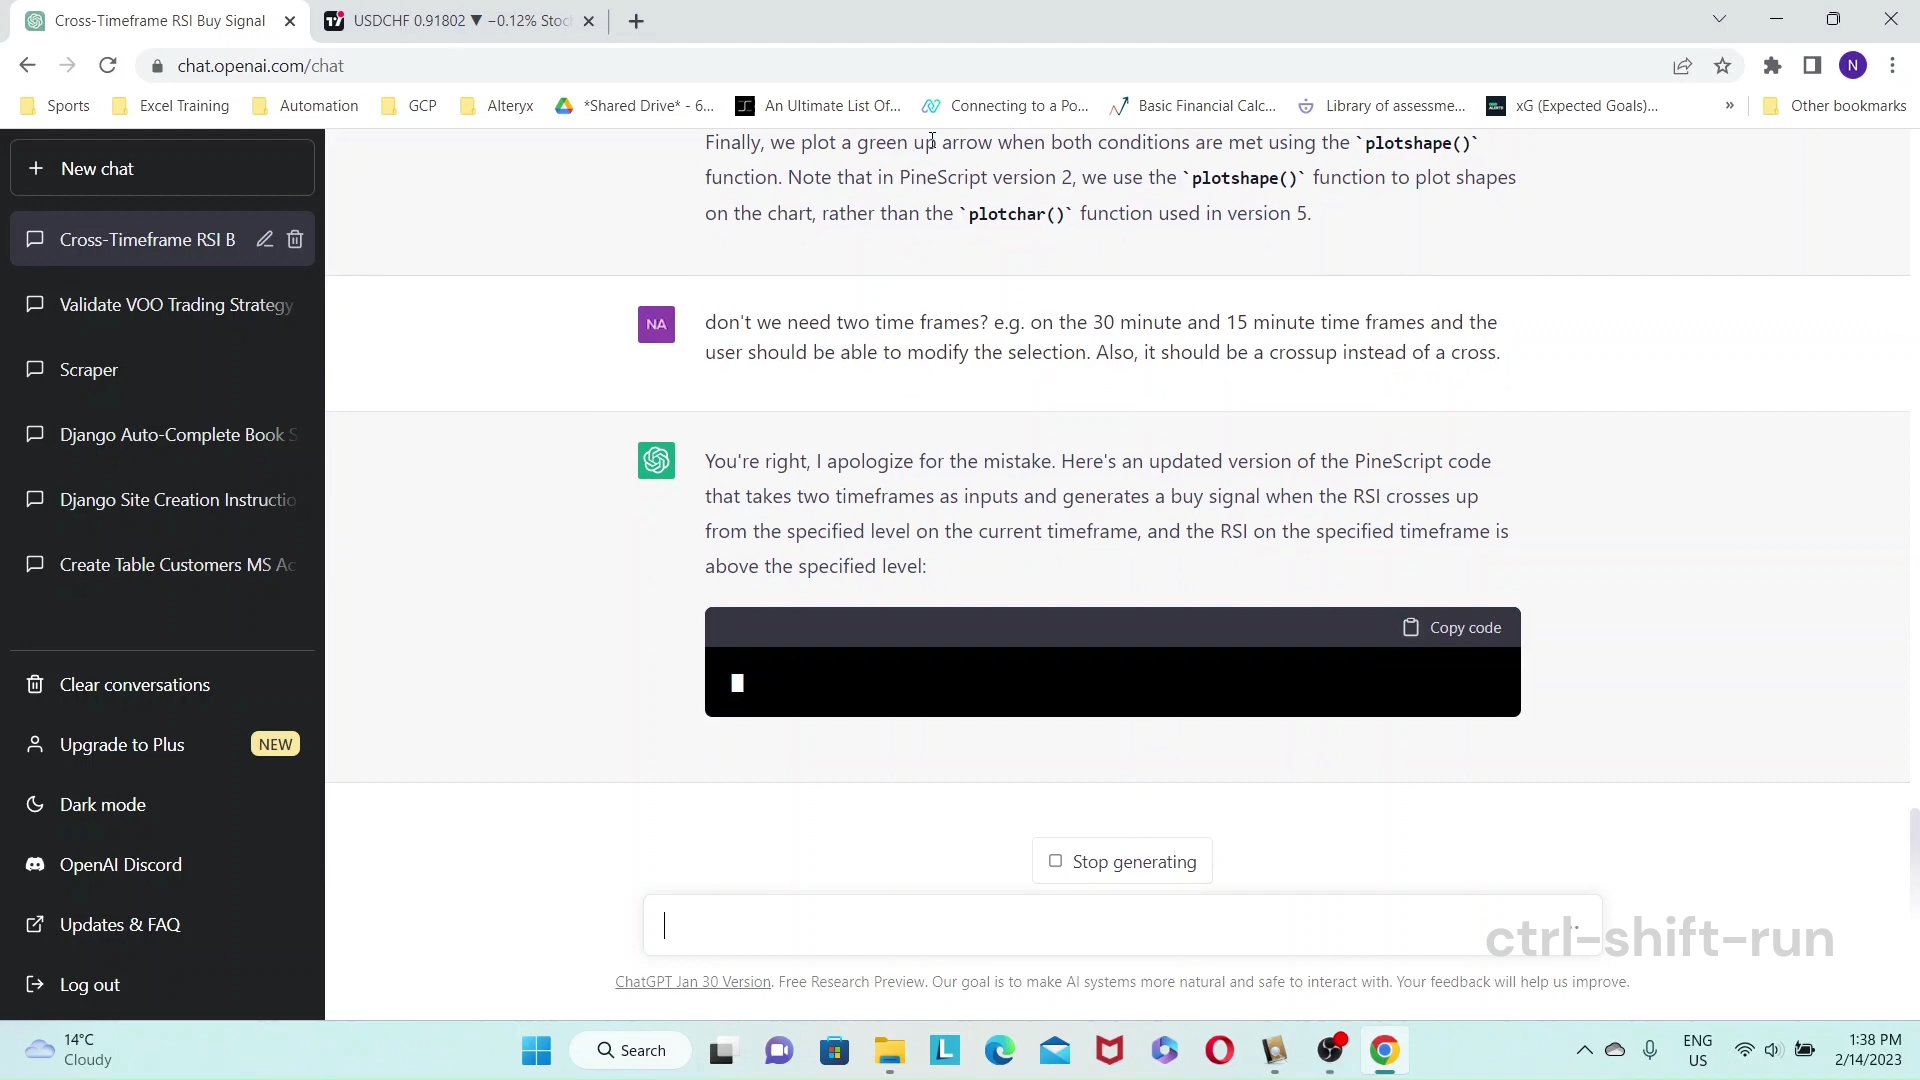 Cross-Timeframe RSI Buy Signal
USDCHF 0.91802 ▼ −0.12% Stoc
chat.openai.com/chat
N
Sports
Excel Training
Automation
GCP
Alteryx
*Shared Drive* - 6...
An Ultimate List Of...
Connecting to a Po...
Basic Financial Calc...
Library of assessme...
xG (Expected Goals)...
»
Other bookmarks
New chat
Cross-Timeframe RSI B
Validate VOO Trading Strategy
Scraper
Django Auto-Complete Book S
Django Site Creation Instructio
Create Table Customers MS Ac
Clear conversations
Upgrade to Plus
NEW
Dark mode
OpenAI Discord
Updates & FAQ
Log out
Finally, we plot a green up arrow when both conditions are met using the `plotshape()`
function. Note that in PineScript version 2, we use the `plotshape()` function to plot shapes
on the chart, rather than the `plotchar()` function used in version 5.
NA
don't we need two time frames? e.g. on the 30 minute and 15 minute time frames and the
user should be able to modify the selection. Also, it should be a crossup instead of a cross.
You're right, I apologize for the mistake. Here's an updated version of the PineScript code
that takes two timeframes as inputs and generates a buy signal when the RSI crosses up
from the specified level on the current timeframe, and the RSI on the specified timeframe is
above the specified level:
Copy code
Stop generating
ctrl-shift-run
ChatGPT Jan 30 Version. Free Research Preview. Our goal is to make AI systems more natural and safe to interact with. Your feedback will help us improve.
14°C
Cloudy
Search
ENG
US
1:38 PM
2/14/2023